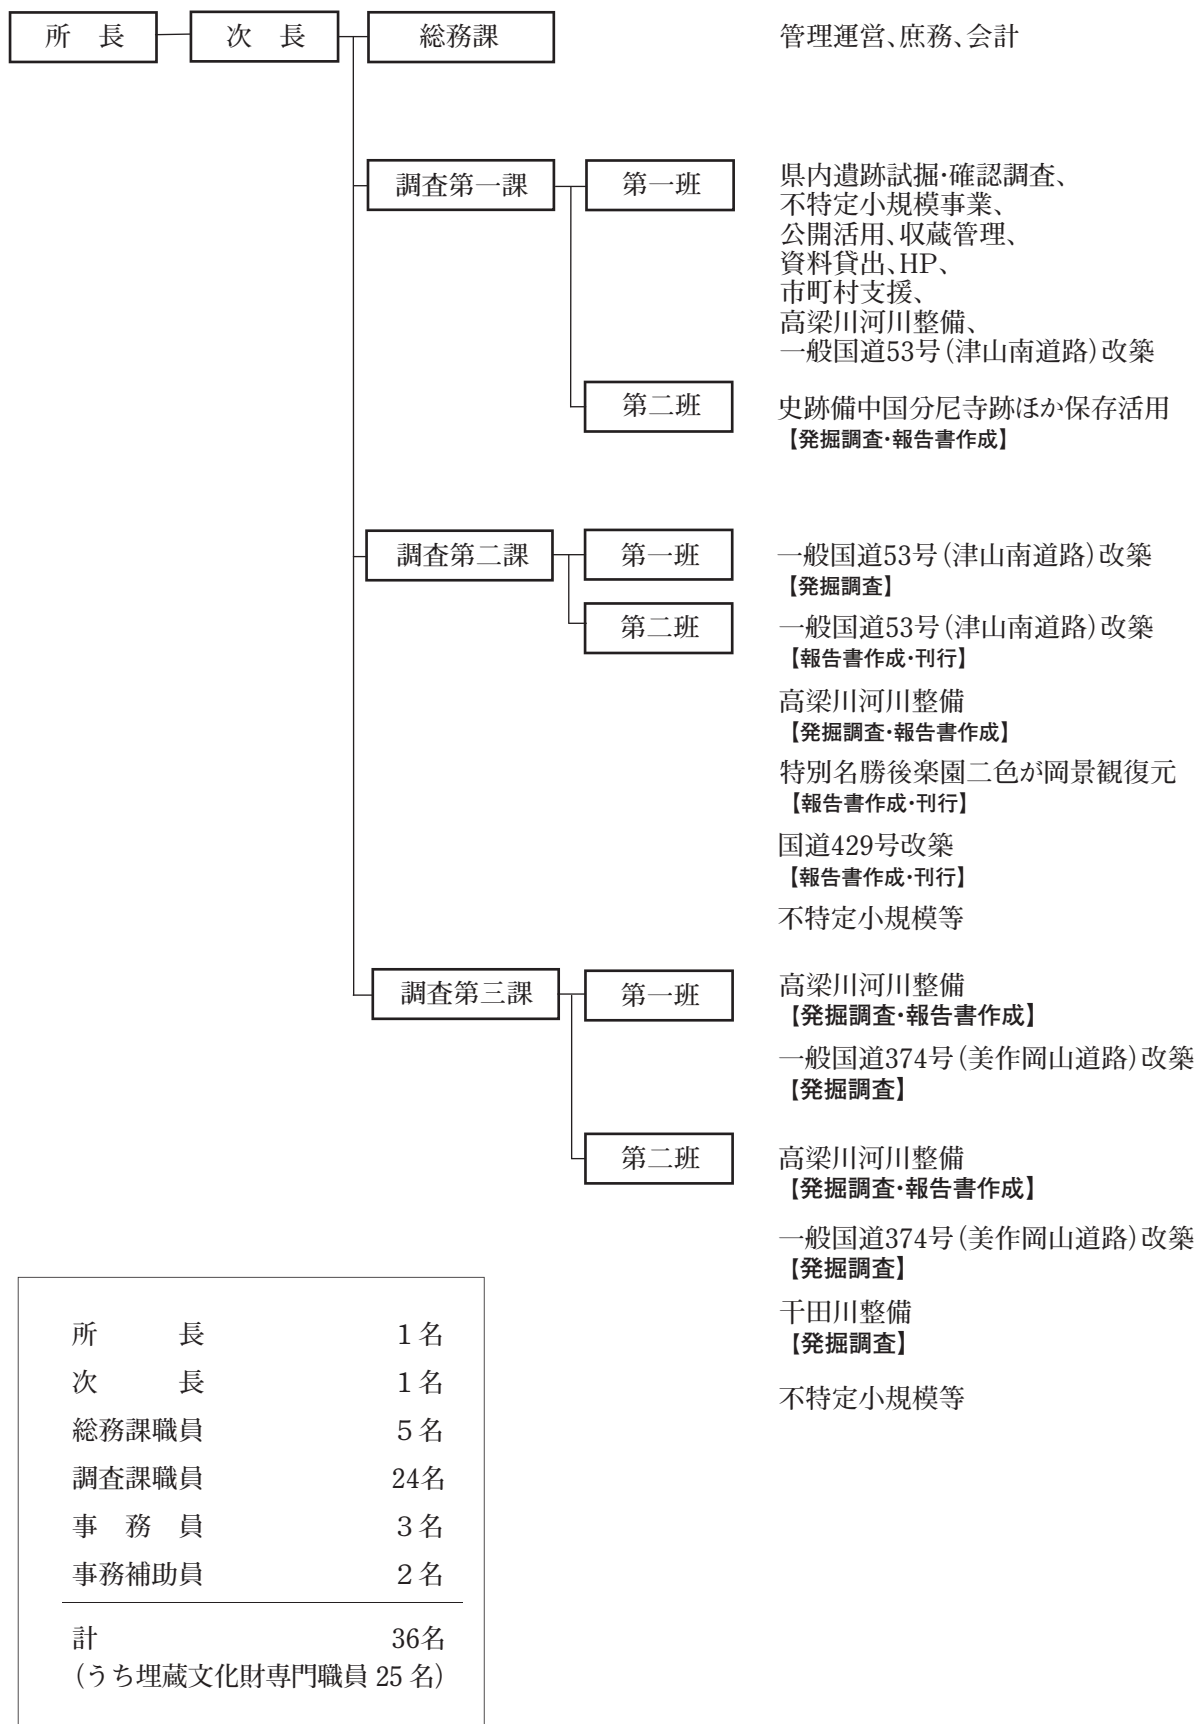 所　長　次　長　総務課　管理運営、庶務、会計
調査第一課　第一班　県内遺跡試掘・確認調査、
不特定小規模事業、
公開活用、収蔵管理、
資料貸出、HP、
市町村支援、
高梁川河川整備、
一般国道53号（津山南道路）改築
第二班　史跡備中国分尼寺跡ほか保存活用
【発掘調査・報告書作成】
調査第二課　第一班　一般国道53号（津山南道路）改築
【発掘調査】
第二班　一般国道53号（津山南道路）改築
【報告書作成・刊行】
高梁川河川整備
【発掘調査・報告書作成】
特別名勝後楽園二色が岡景観復元
【報告書作成・刊行】
国道429号改築
【報告書作成・刊行】
不特定小規模等
調査第三課　第一班　高梁川河川整備
【発掘調査・報告書作成】
一般国道374号（美作岡山道路）改築
【発掘調査】
第二班　高梁川河川整備
【発掘調査・報告書作成】
一般国道374号（美作岡山道路）改築
【発掘調査】
干田川整備
【発掘調査】
不特定小規模等
所　　　長　1名
次　　　長　1名
総務課職員　5名
調査課職員　24名
事　務　員　3名
事務補助員　2名
計　36名
（うち埋蔵文化財専門職員 25 名）